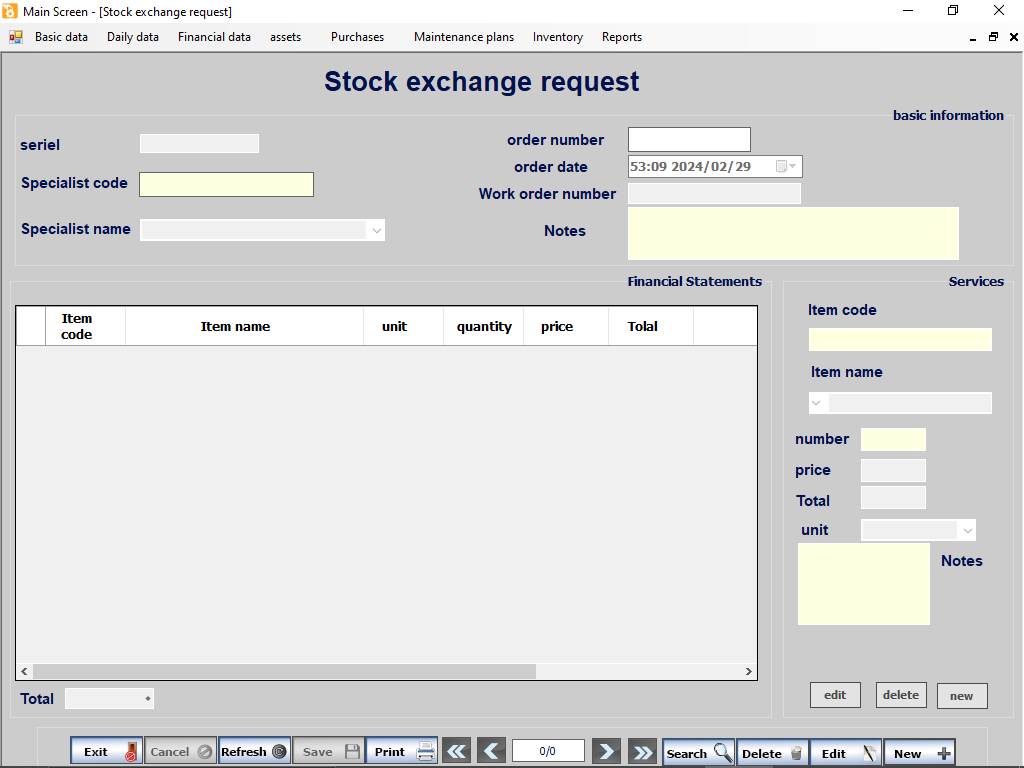 Main Screen - [Stock exchange request]
Basic data Daily data Financial data assets Purchases Maintenance plans Inventory Reports
Stock exchange request
basic information
seriel
order number
order date 53:09 2024/02/29
Specialist code
Work order number
Specialist name
Notes
Financial Statements
Services
Item code Item name unit quantity price Tolal
Item code
Item name
number
price
Total
unit
Notes
edit delete new
Total
Exit Cancel Refresh Save Print 0/0 Search Delete Edit New